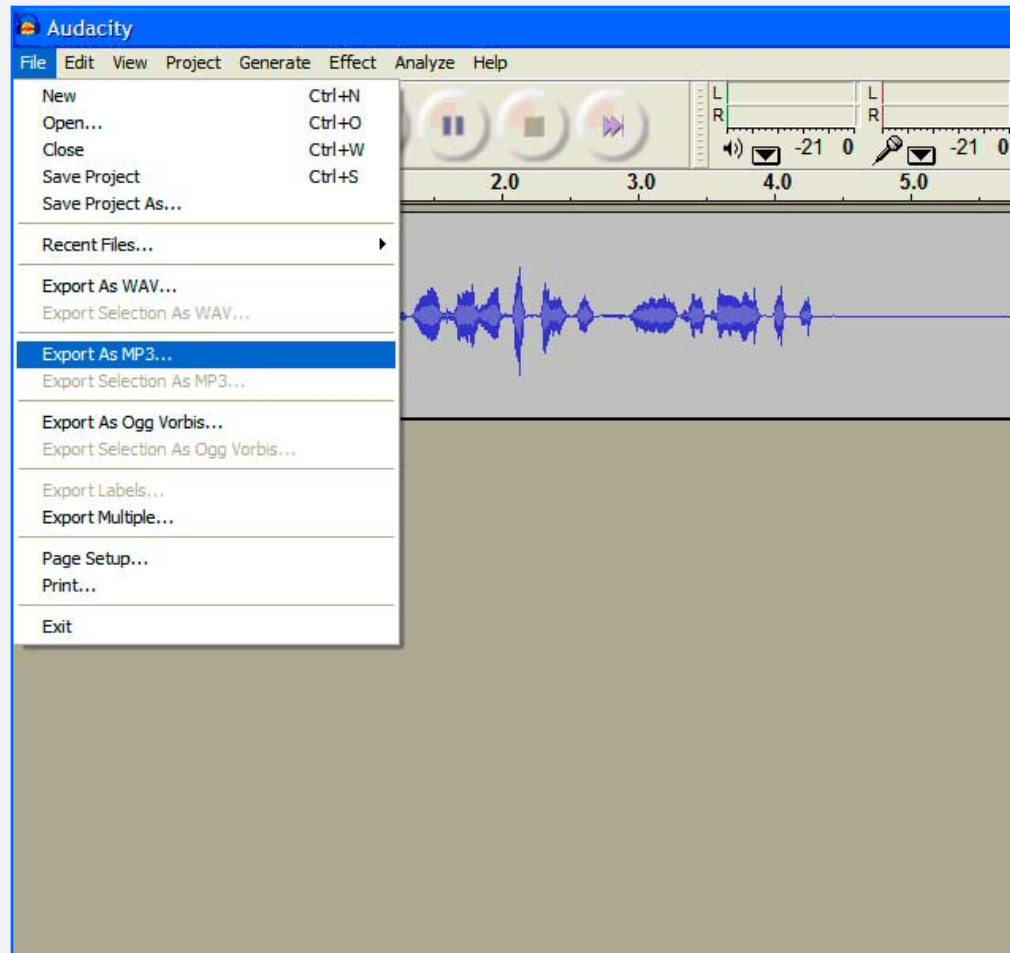 Audacity
File Edit View Project Generate Effect Analyze Help
New Ctrl+N
Open... Ctrl+O
Close Ctrl+W
Save Project Ctrl+S
Save Project As...
Recent Files...
Export As WAV...
Export Selection As WAV...
Export As MP3...
Export Selection As MP3...
Export As Ogg Vorbis...
Export Selection As Ogg Vorbis...
Export Labels...
Export Multiple...
Page Setup...
Print...
Exit
L L
R R
-21 0 -21 0
2.0 3.0 4.0 5.0